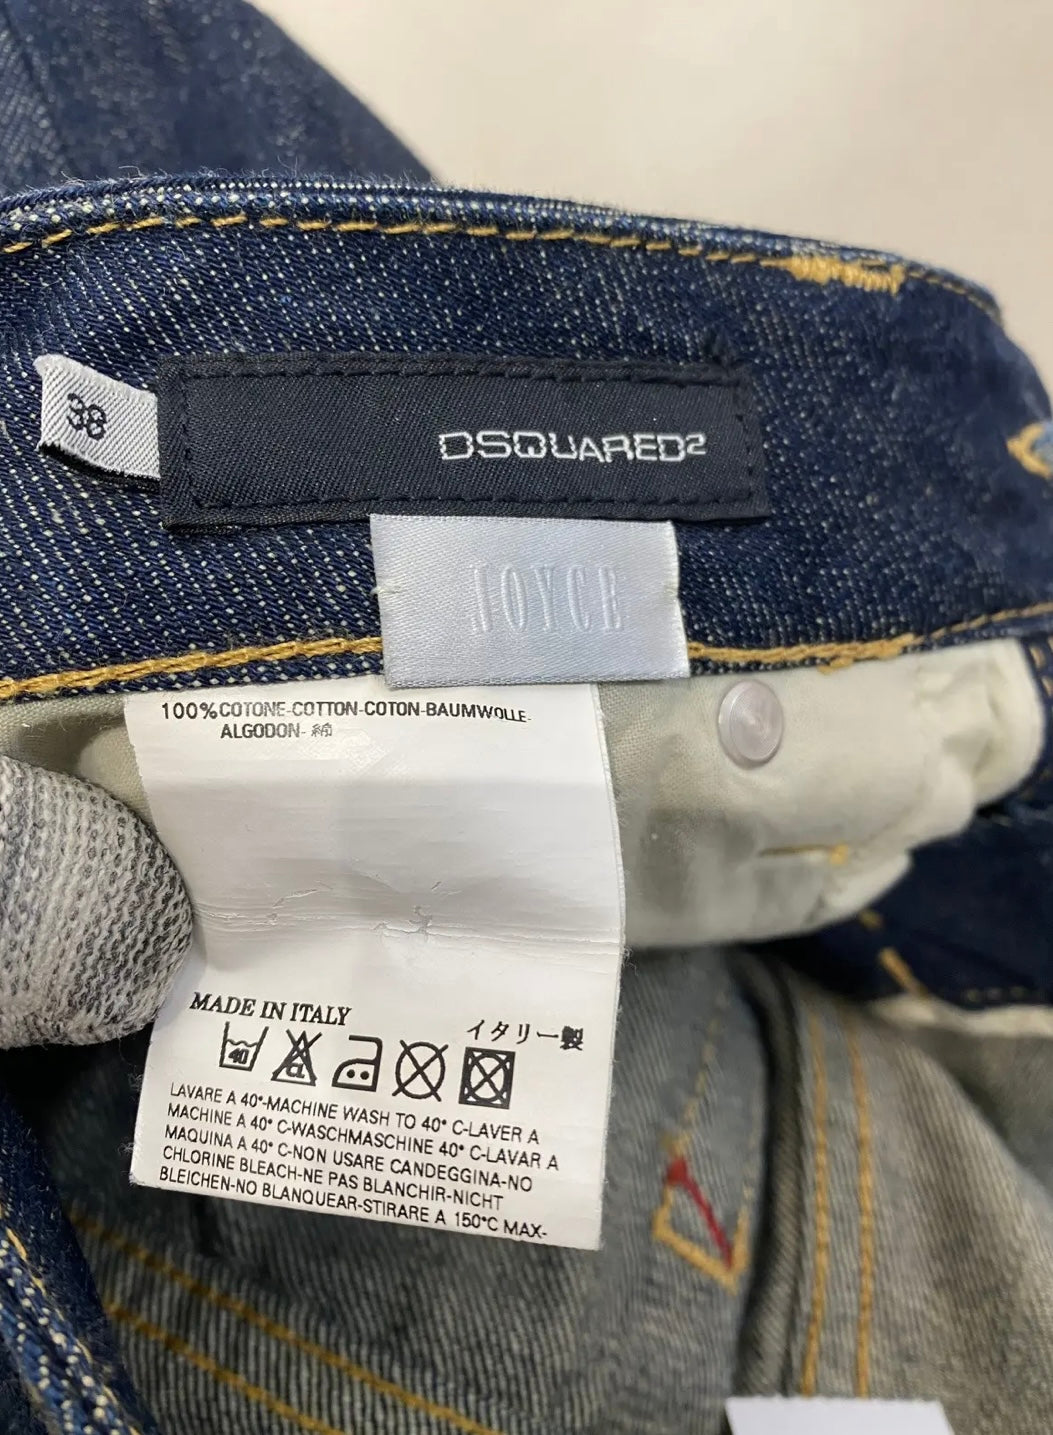 38
DSQUARED2
JOYCE
100%COTONE-COTTON-COTON-BAUMWOLLE-
ALGODON- 綿
MADE IN ITALY
イタリー製
40
CL
LAVARE A 40°-MACHINE WASH TO 40° C-LAVER A
MACHINE A 40° C-WASCHMASCHINE 40° C-LAVAR A
MAQUINA A 40° C-NON USARE CANDEGGINA-NO
CHLORINE BLEACH-NE PAS BLANCHIR-NICHT
BLEICHEN-NO BLANQUEAR-STIRARE A 150°C MAX-